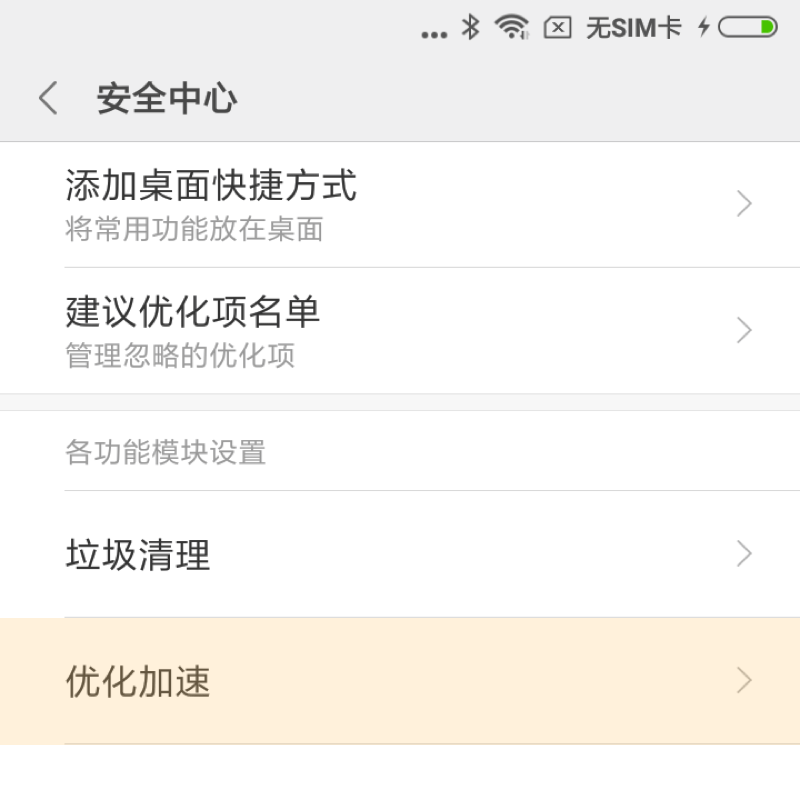 无SIM卡
安全中心
添加桌面快捷方式
将常用功能放在桌面
建议优化项名单
管理忽略的优化项
各功能模块设置
垃圾清理
优化加速